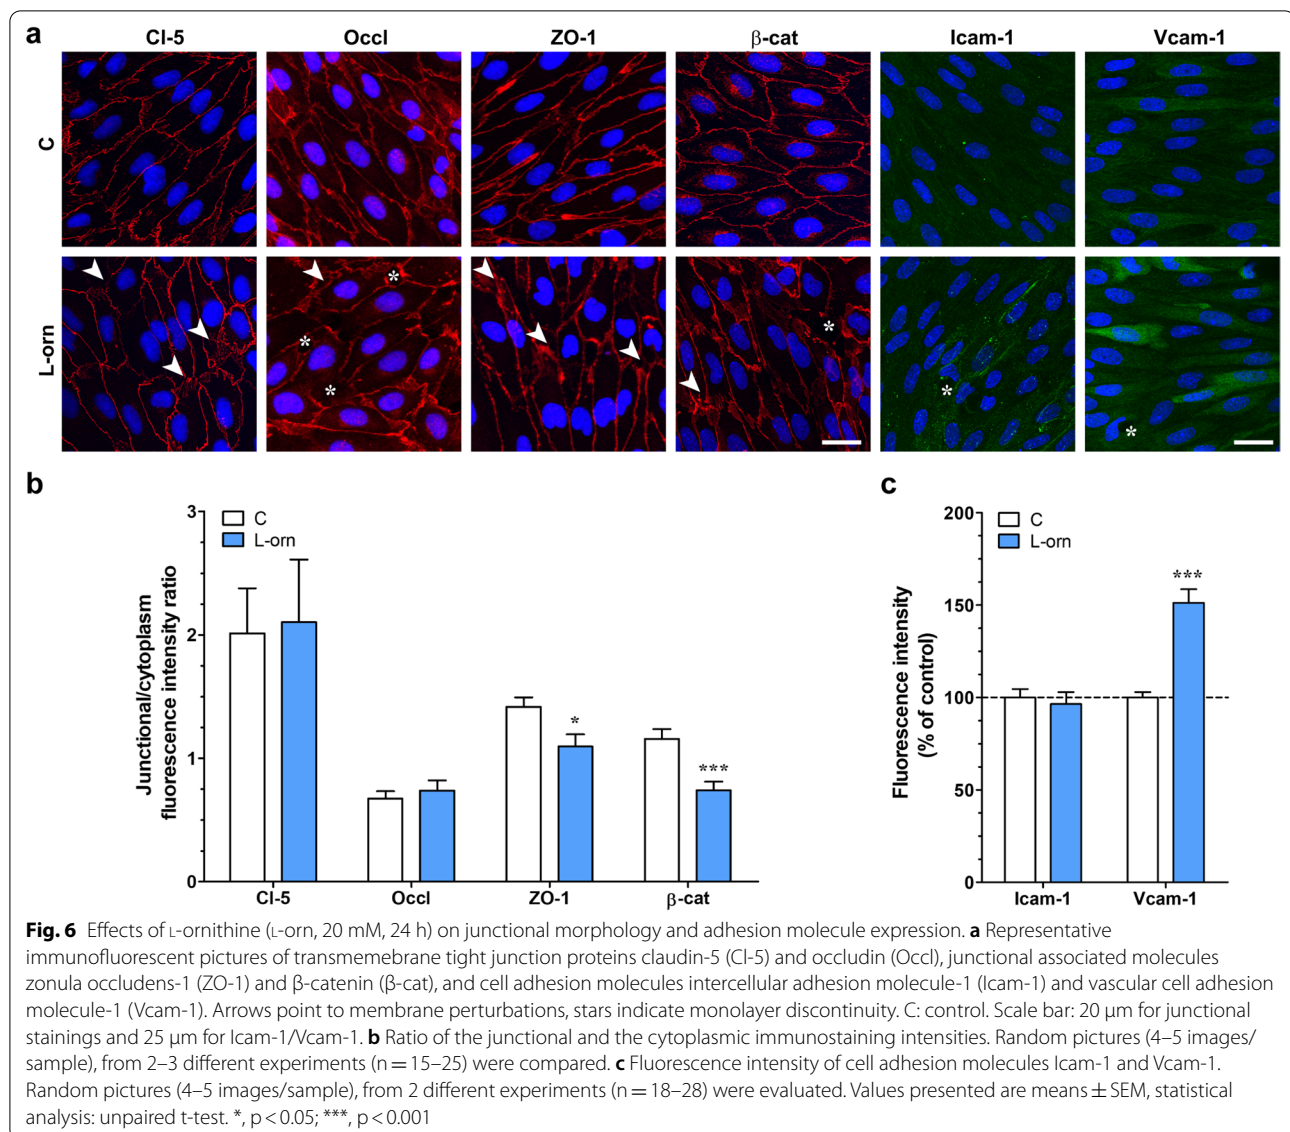 a
Cl-5 Occl ZO-1 β-cat Icam-1 Vcam-1
C
L-orn
* * * * * *
b
Junctional/cytoplasm
fluorescence intensity ratio
3
2
1
0
C
L-orn
*
***
Cl-5 Occl ZO-1 β-cat
c
Fluorescence intensity
(% of control)
200
150
100
50
0
C
L-orn
***
Icam-1 Vcam-1
Fig. 6 Effects of L-ornithine (L-orn, 20 mM, 24 h) on junctional morphology and adhesion molecule expression. a Representative
immunofluorescent pictures of transmemebrane tight junction proteins claudin-5 (Cl-5) and occludin (Occl), junctional associated molecules
zonula occludens-1 (ZO-1) and β-catenin (β-cat), and cell adhesion molecules intercellular adhesion molecule-1 (Icam-1) and vascular cell adhesion
molecule-1 (Vcam-1). Arrows point to membrane perturbations, stars indicate monolayer discontinuity. C: control. Scale bar: 20 μm for junctional
stainings and 25 μm for Icam-1/Vcam-1. b Ratio of the junctional and the cytoplasmic immunostaining intensities. Random pictures (4–5 images/
sample), from 2–3 different experiments (n = 15–25) were compared. c Fluorescence intensity of cell adhesion molecules Icam-1 and Vcam-1.
Random pictures (4–5 images/sample), from 2 different experiments (n = 18–28) were evaluated. Values presented are means ± SEM, statistical
analysis: unpaired t-test. *, p < 0.05; ***, p < 0.001